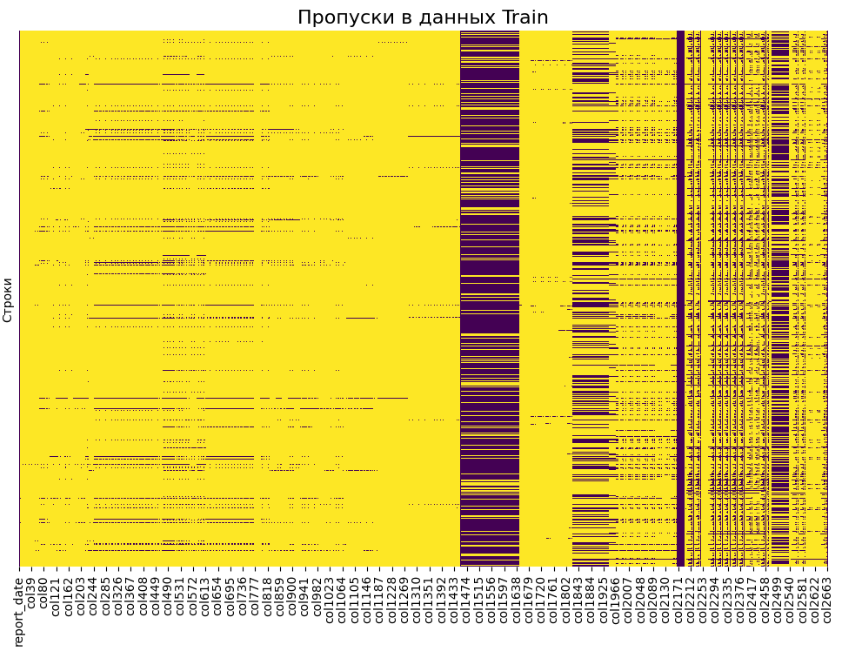 Пропуски в данных Train
Строки
report_date
col39
col80
col121
col162
col203
col244
col285
col326
col367
col408
col449
col490
col531
col572
col613
col654
col695
col736
col777
col818
col859
col900
col941
col982
col1023
col1064
col1105
col1146
col1187
col1228
col1269
col1310
col1351
col1392
col1433
col1474
col1515
col1556
col1597
col1638
col1679
col1720
col1761
col1802
col1843
col1884
col1925
col1966
col2007
col2048
col2089
col2130
col2171
col2212
col2253
col2294
col2335
col2376
col2417
col2458
col2499
col2540
col2581
col2622
col2663